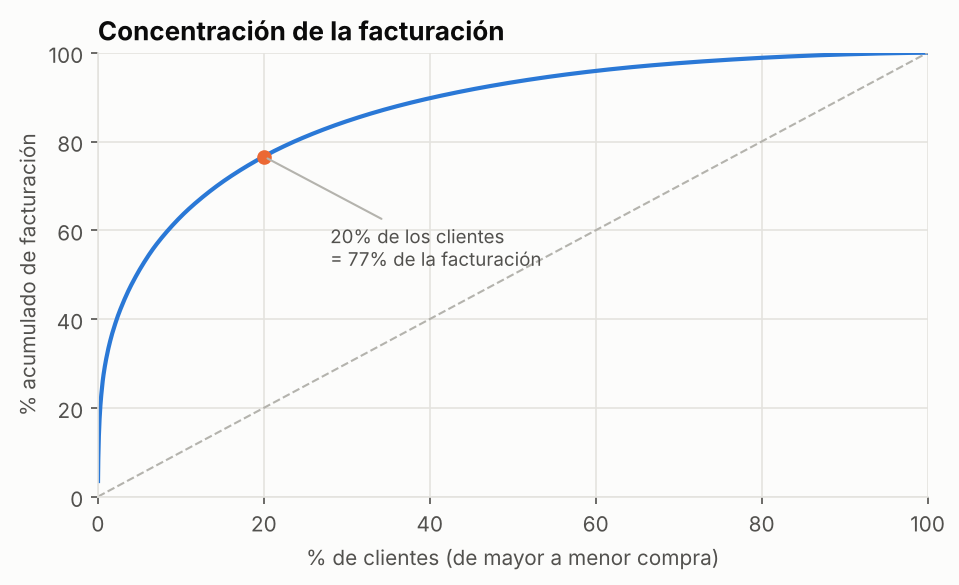 Concentración de la facturación
% acumulado de facturación
100
80
60
40
20
0
20% de los clientes
= 77% de la facturación
0 20 40 60 80 100
% de clientes (de mayor a menor compra)